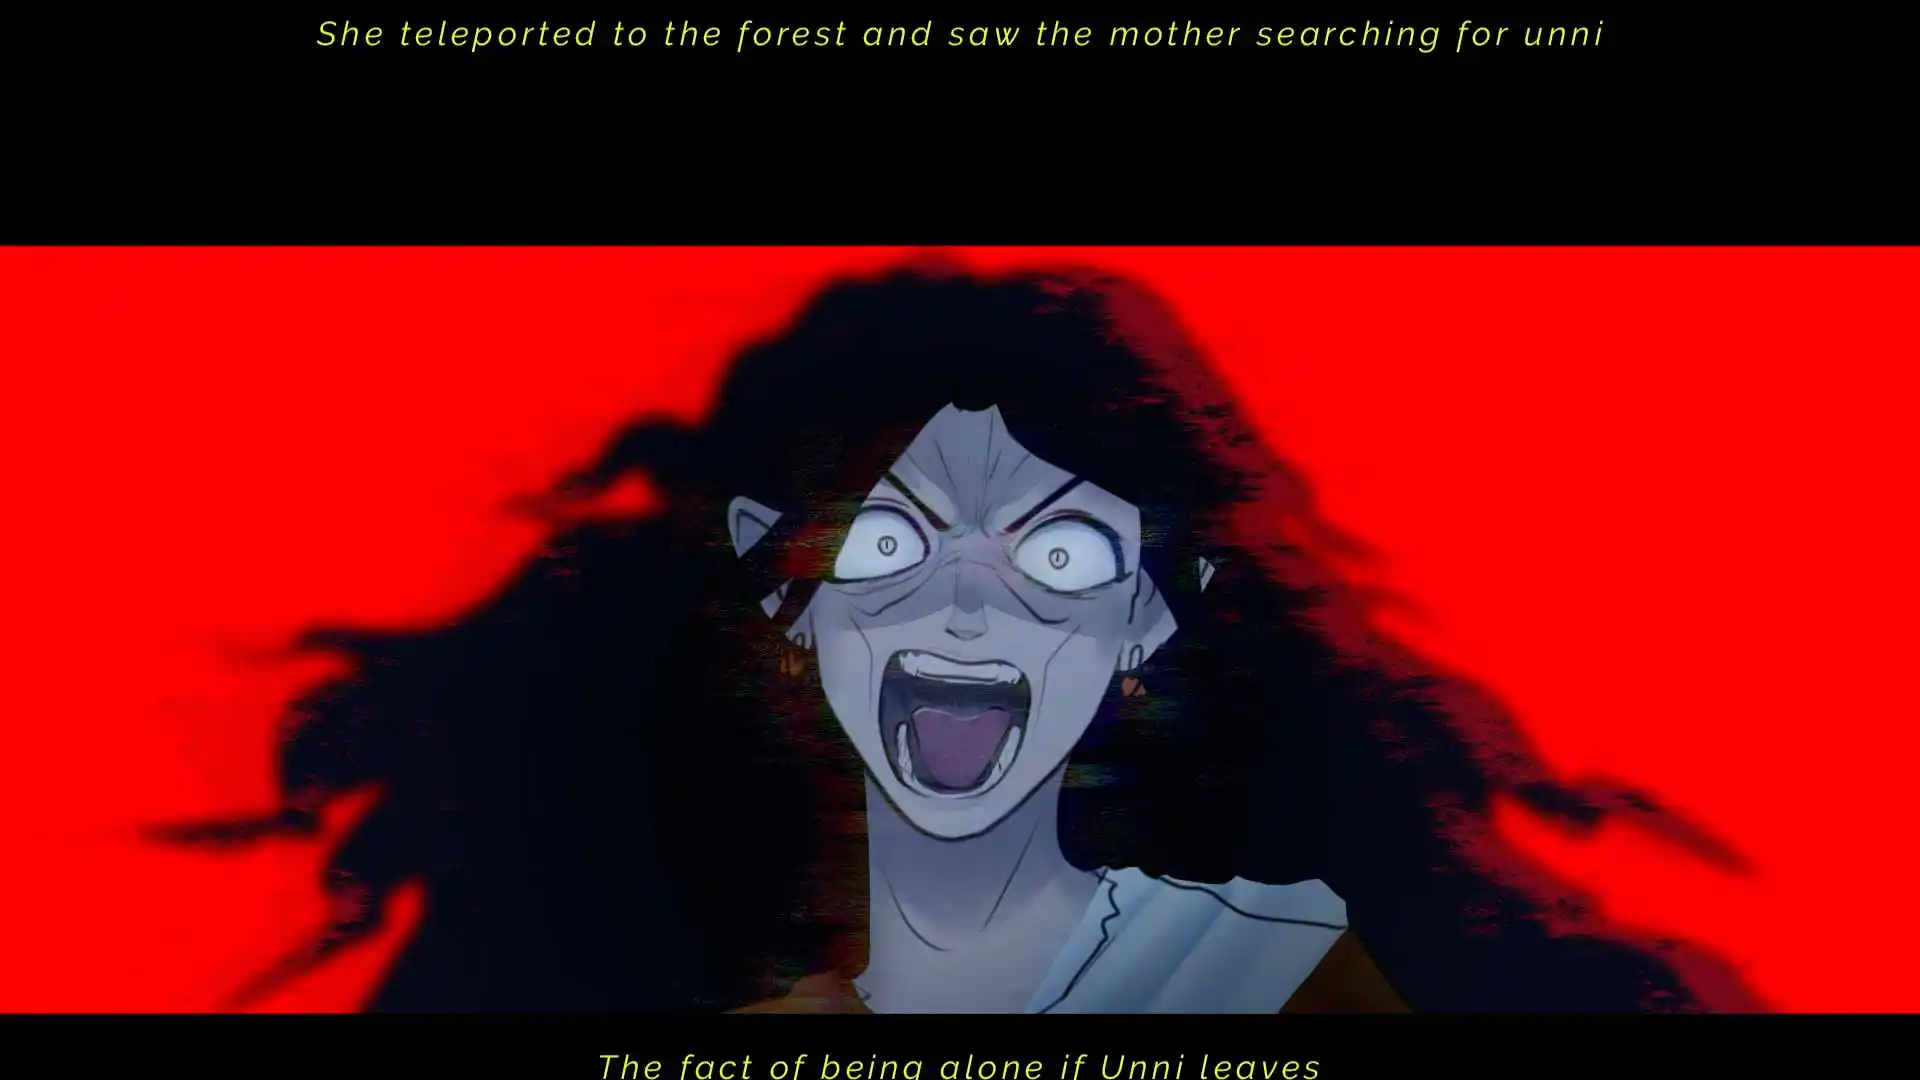 She teleported to the forest and saw the mother searching for unni
The fact of being alone if Unni leaves